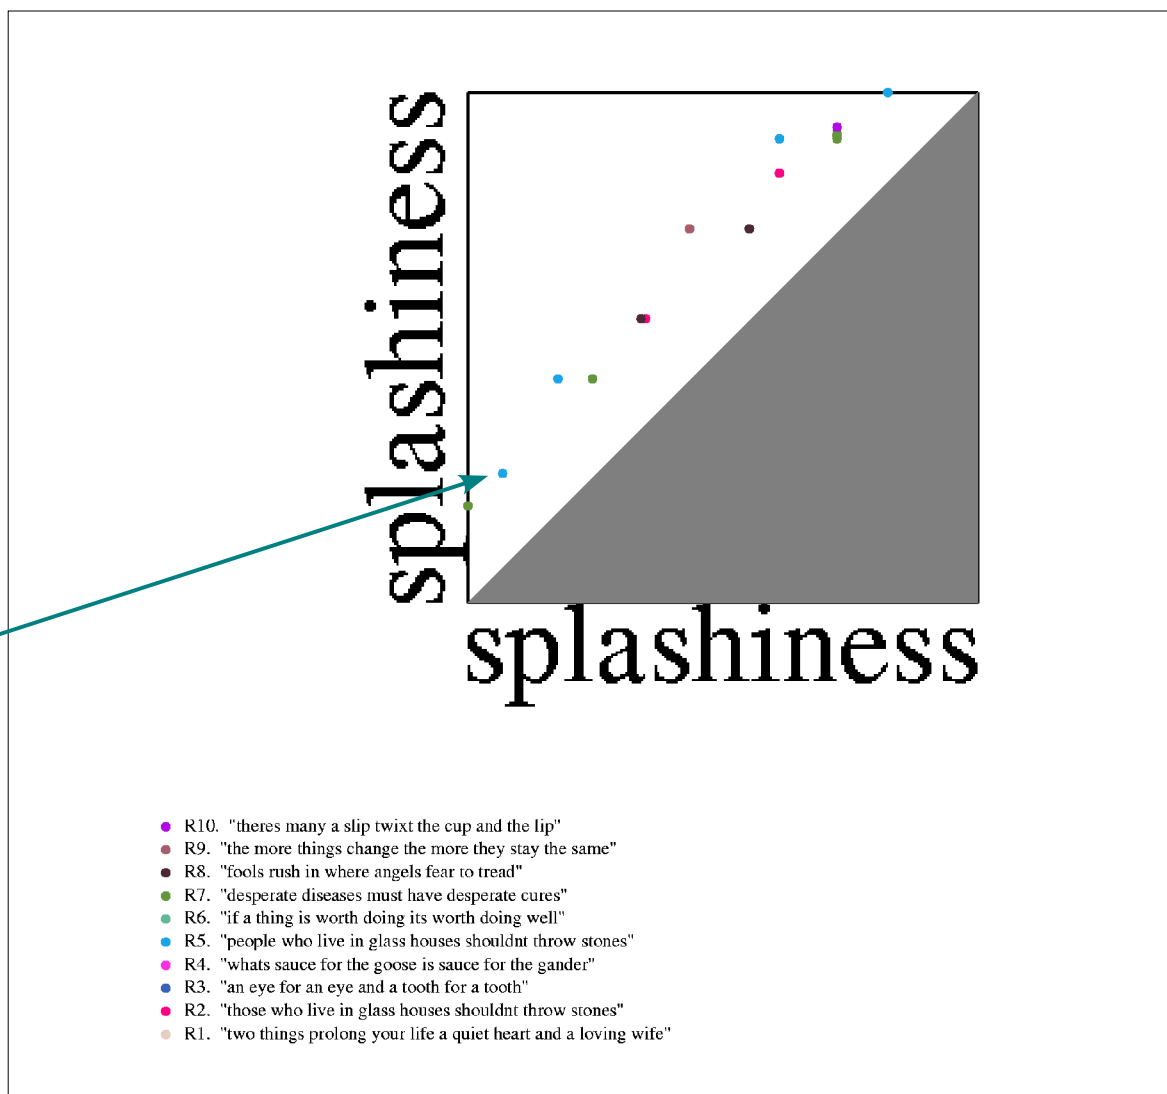 splashiness
splashiness
R10. "theres many a slip twixt the cup and the lip"
R9. "the more things change the more they stay the same"
R8. "fools rush in where angels fear to tread"
R7. "desperate diseases must have desperate cures"
R6. "if a thing is worth doing its worth doing well"
R5. "people who live in glass houses shouldnt throw stones"
R4. "whats sauce for the goose is sauce for the gander"
R3. "an eye for an eye and a tooth for a tooth"
R2. "those who live in glass houses shouldnt throw stones"
R1. "two things prolong your life a quiet heart and a loving wife"